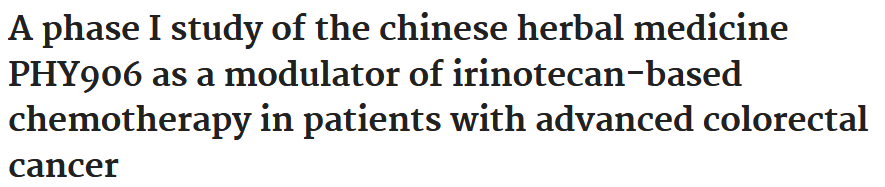 A phase I study of the chinese herbal medicine
PHY906 as a modulator of irinotecan-based
chemotherapy in patients with advanced colorectal
cancer